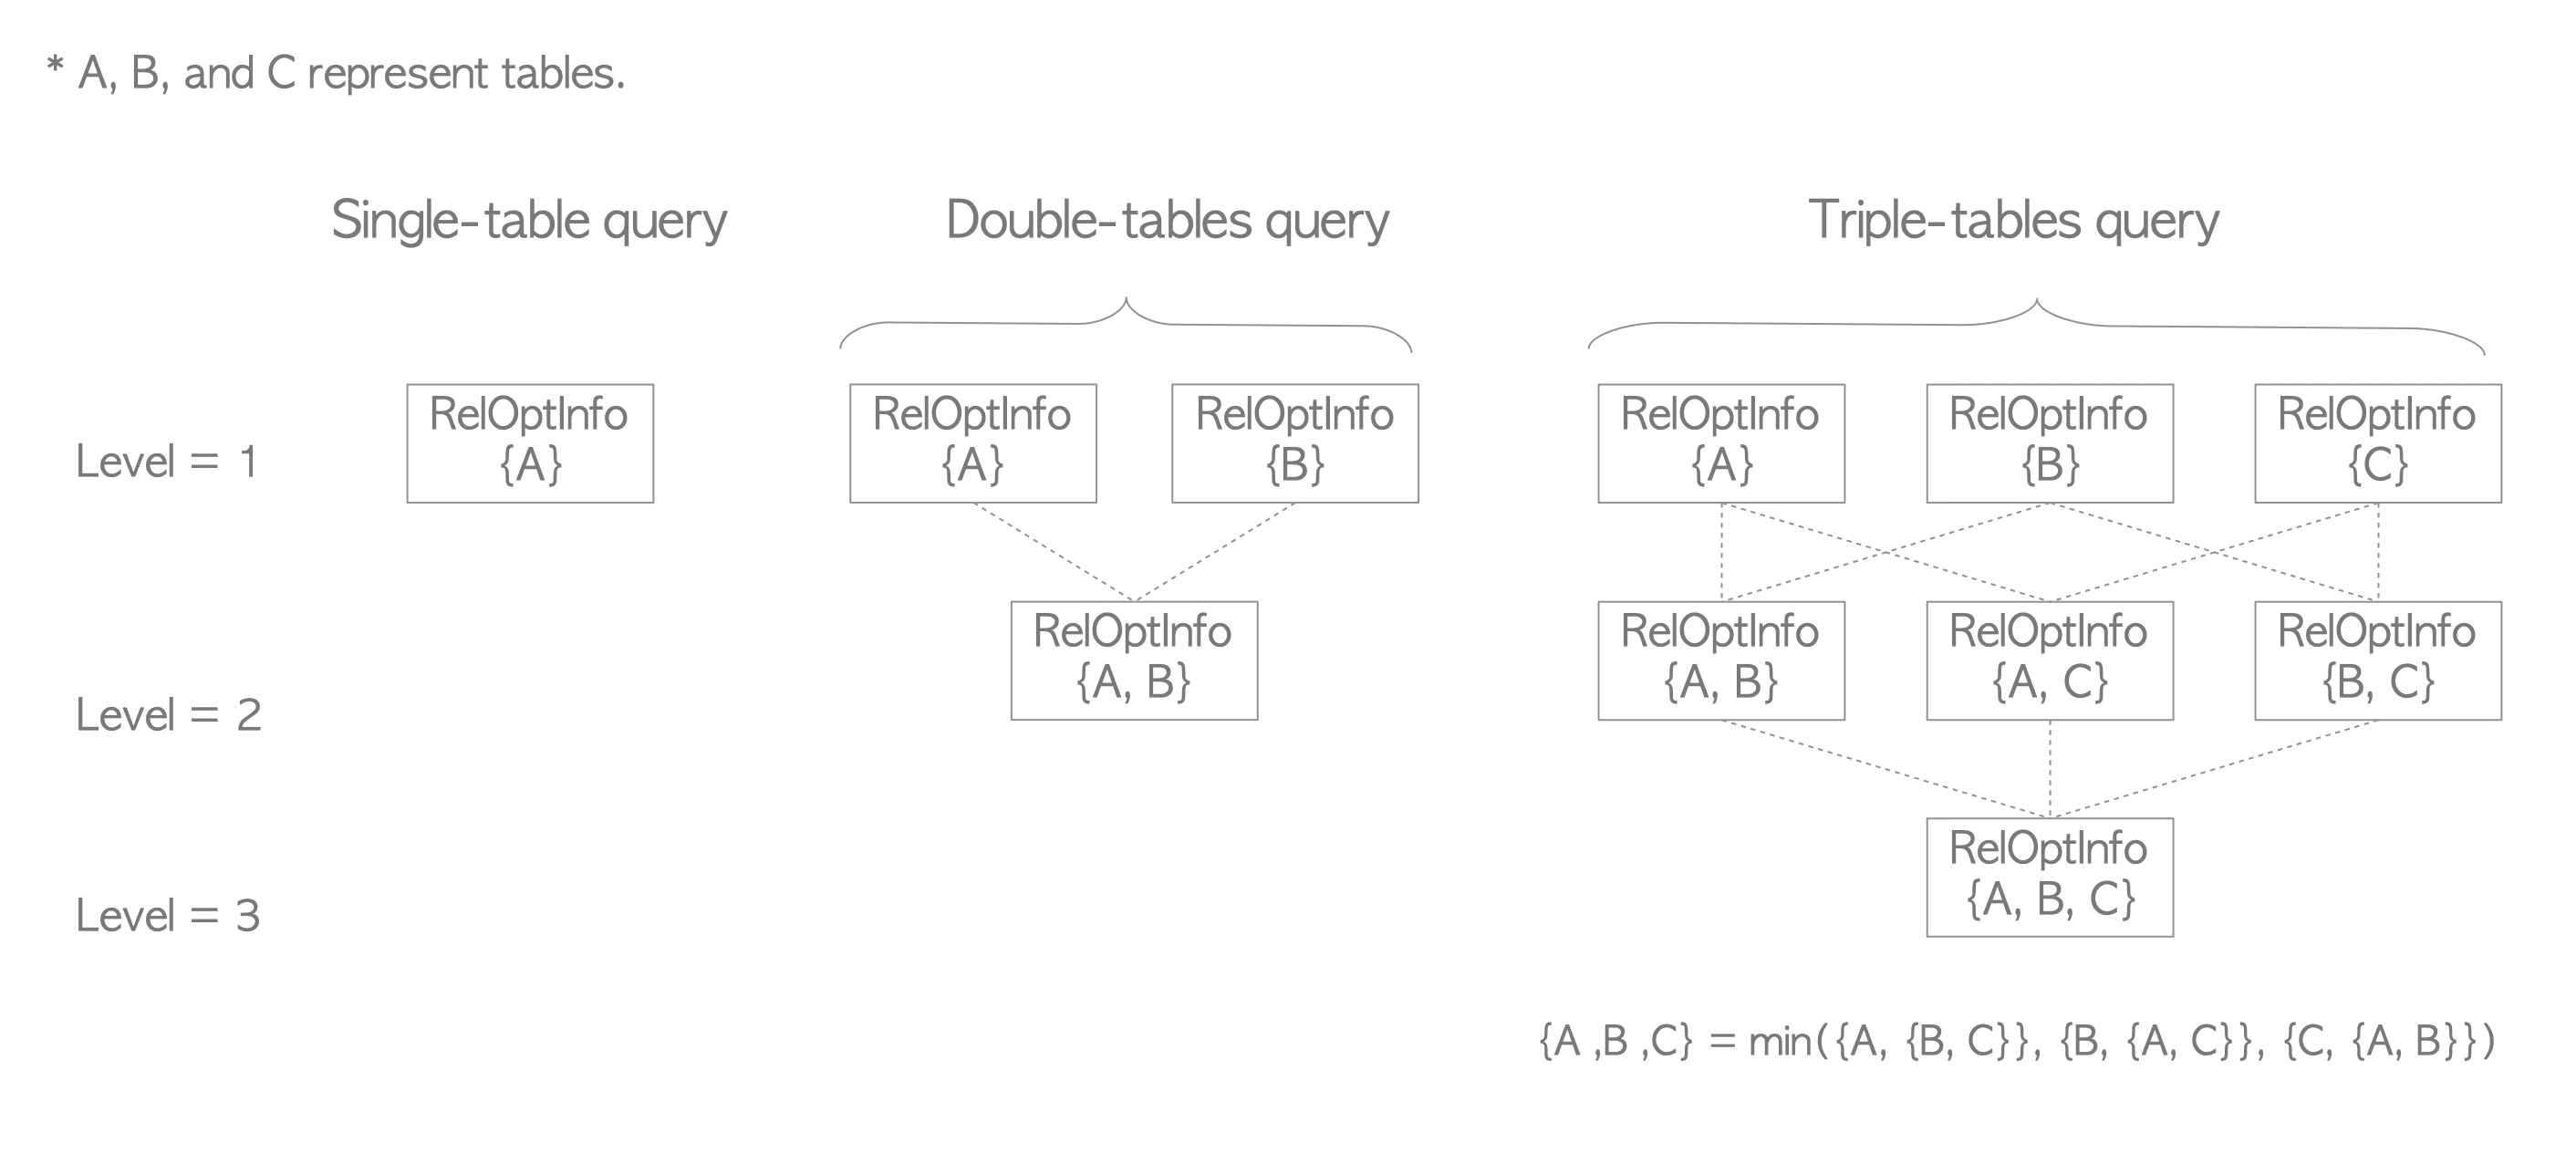 * A, B, and C represent tables.
Single-table query
Double-tables query
Triple-tables query
Level = 1
RelOptInfo
{A}
RelOptInfo
{A}
RelOptInfo
{B}
RelOptInfo
{A}
RelOptInfo
{B}
RelOptInfo
{C}
Level = 2
RelOptInfo
{A, B}
RelOptInfo
{A, B}
RelOptInfo
{A, C}
RelOptInfo
{B, C}
Level = 3
RelOptInfo
{A, B, C}
{A ,B ,C} = min({A, {B, C}}, {B, {A, C}}, {C, {A, B}})